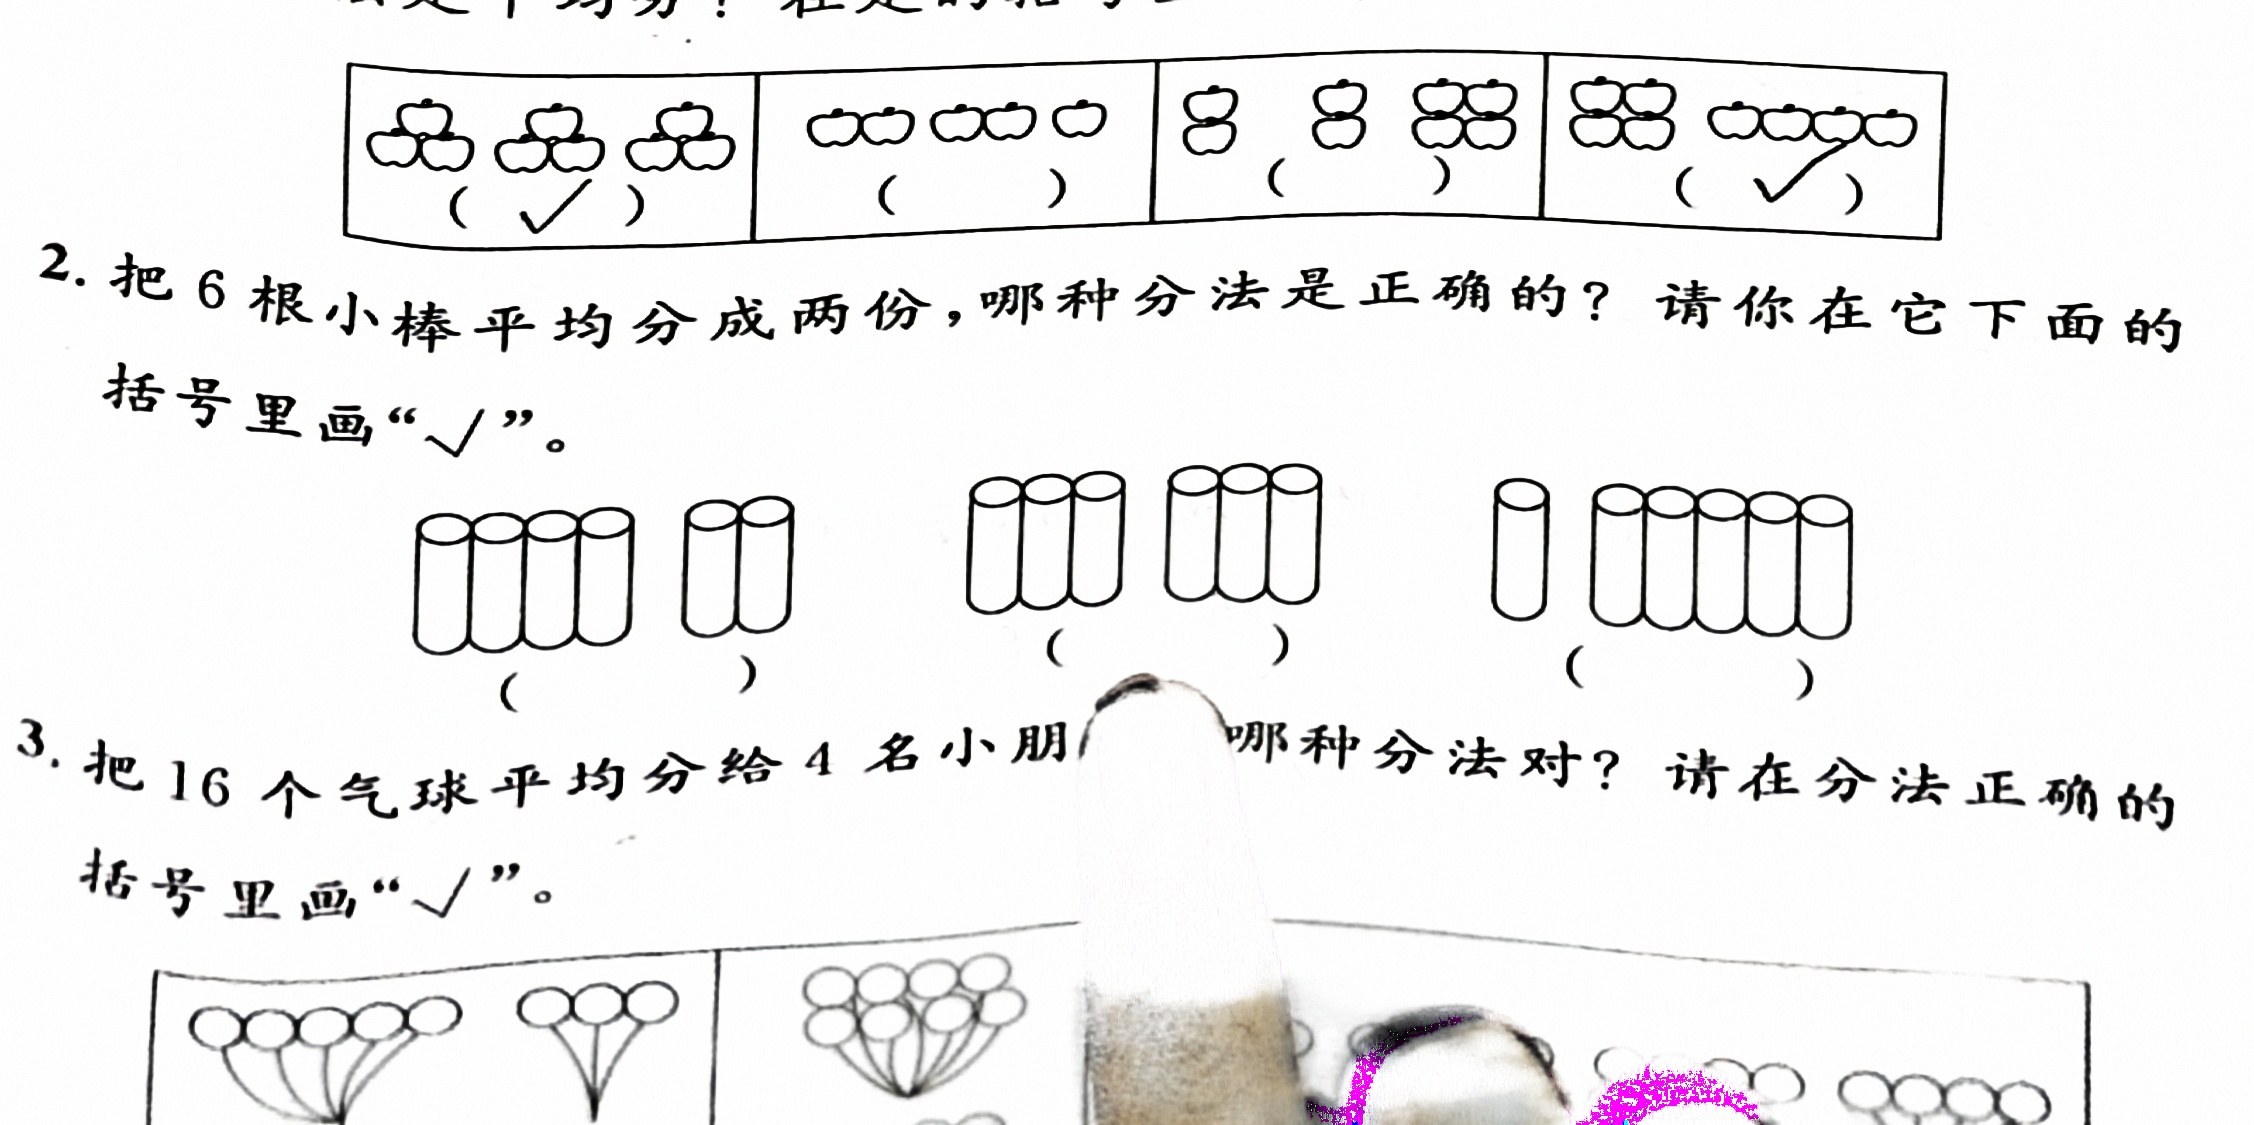 ( ✓ ) ( ) ( ) ( ✓ )
2. 把 6 根小棒平均分成两份,哪种分法是正确的? 请你在它下面的
括号里画“✓”。
( ) ( ) ( )
3. 把 16 个气球平均分给 4 名小朋 哪种分法对? 请在分法正确的
括号里画“✓”。